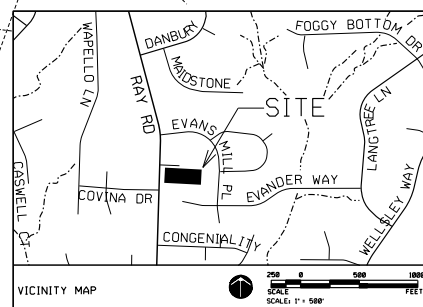 FOGGY BOTTOM DR
DANBURY
WAPELLO LN
MAIDSTONE
RAY RD
SITE
LANGTREE LN
EVANS
MILL PL
CASWELL CT
COVINA DR
EVANDER WAY
WELLSLEY WAY
CONGENIALITY
VICINITY MAP
250 0 500 1000
SCALE FEET
SCALE: 1" = 500'